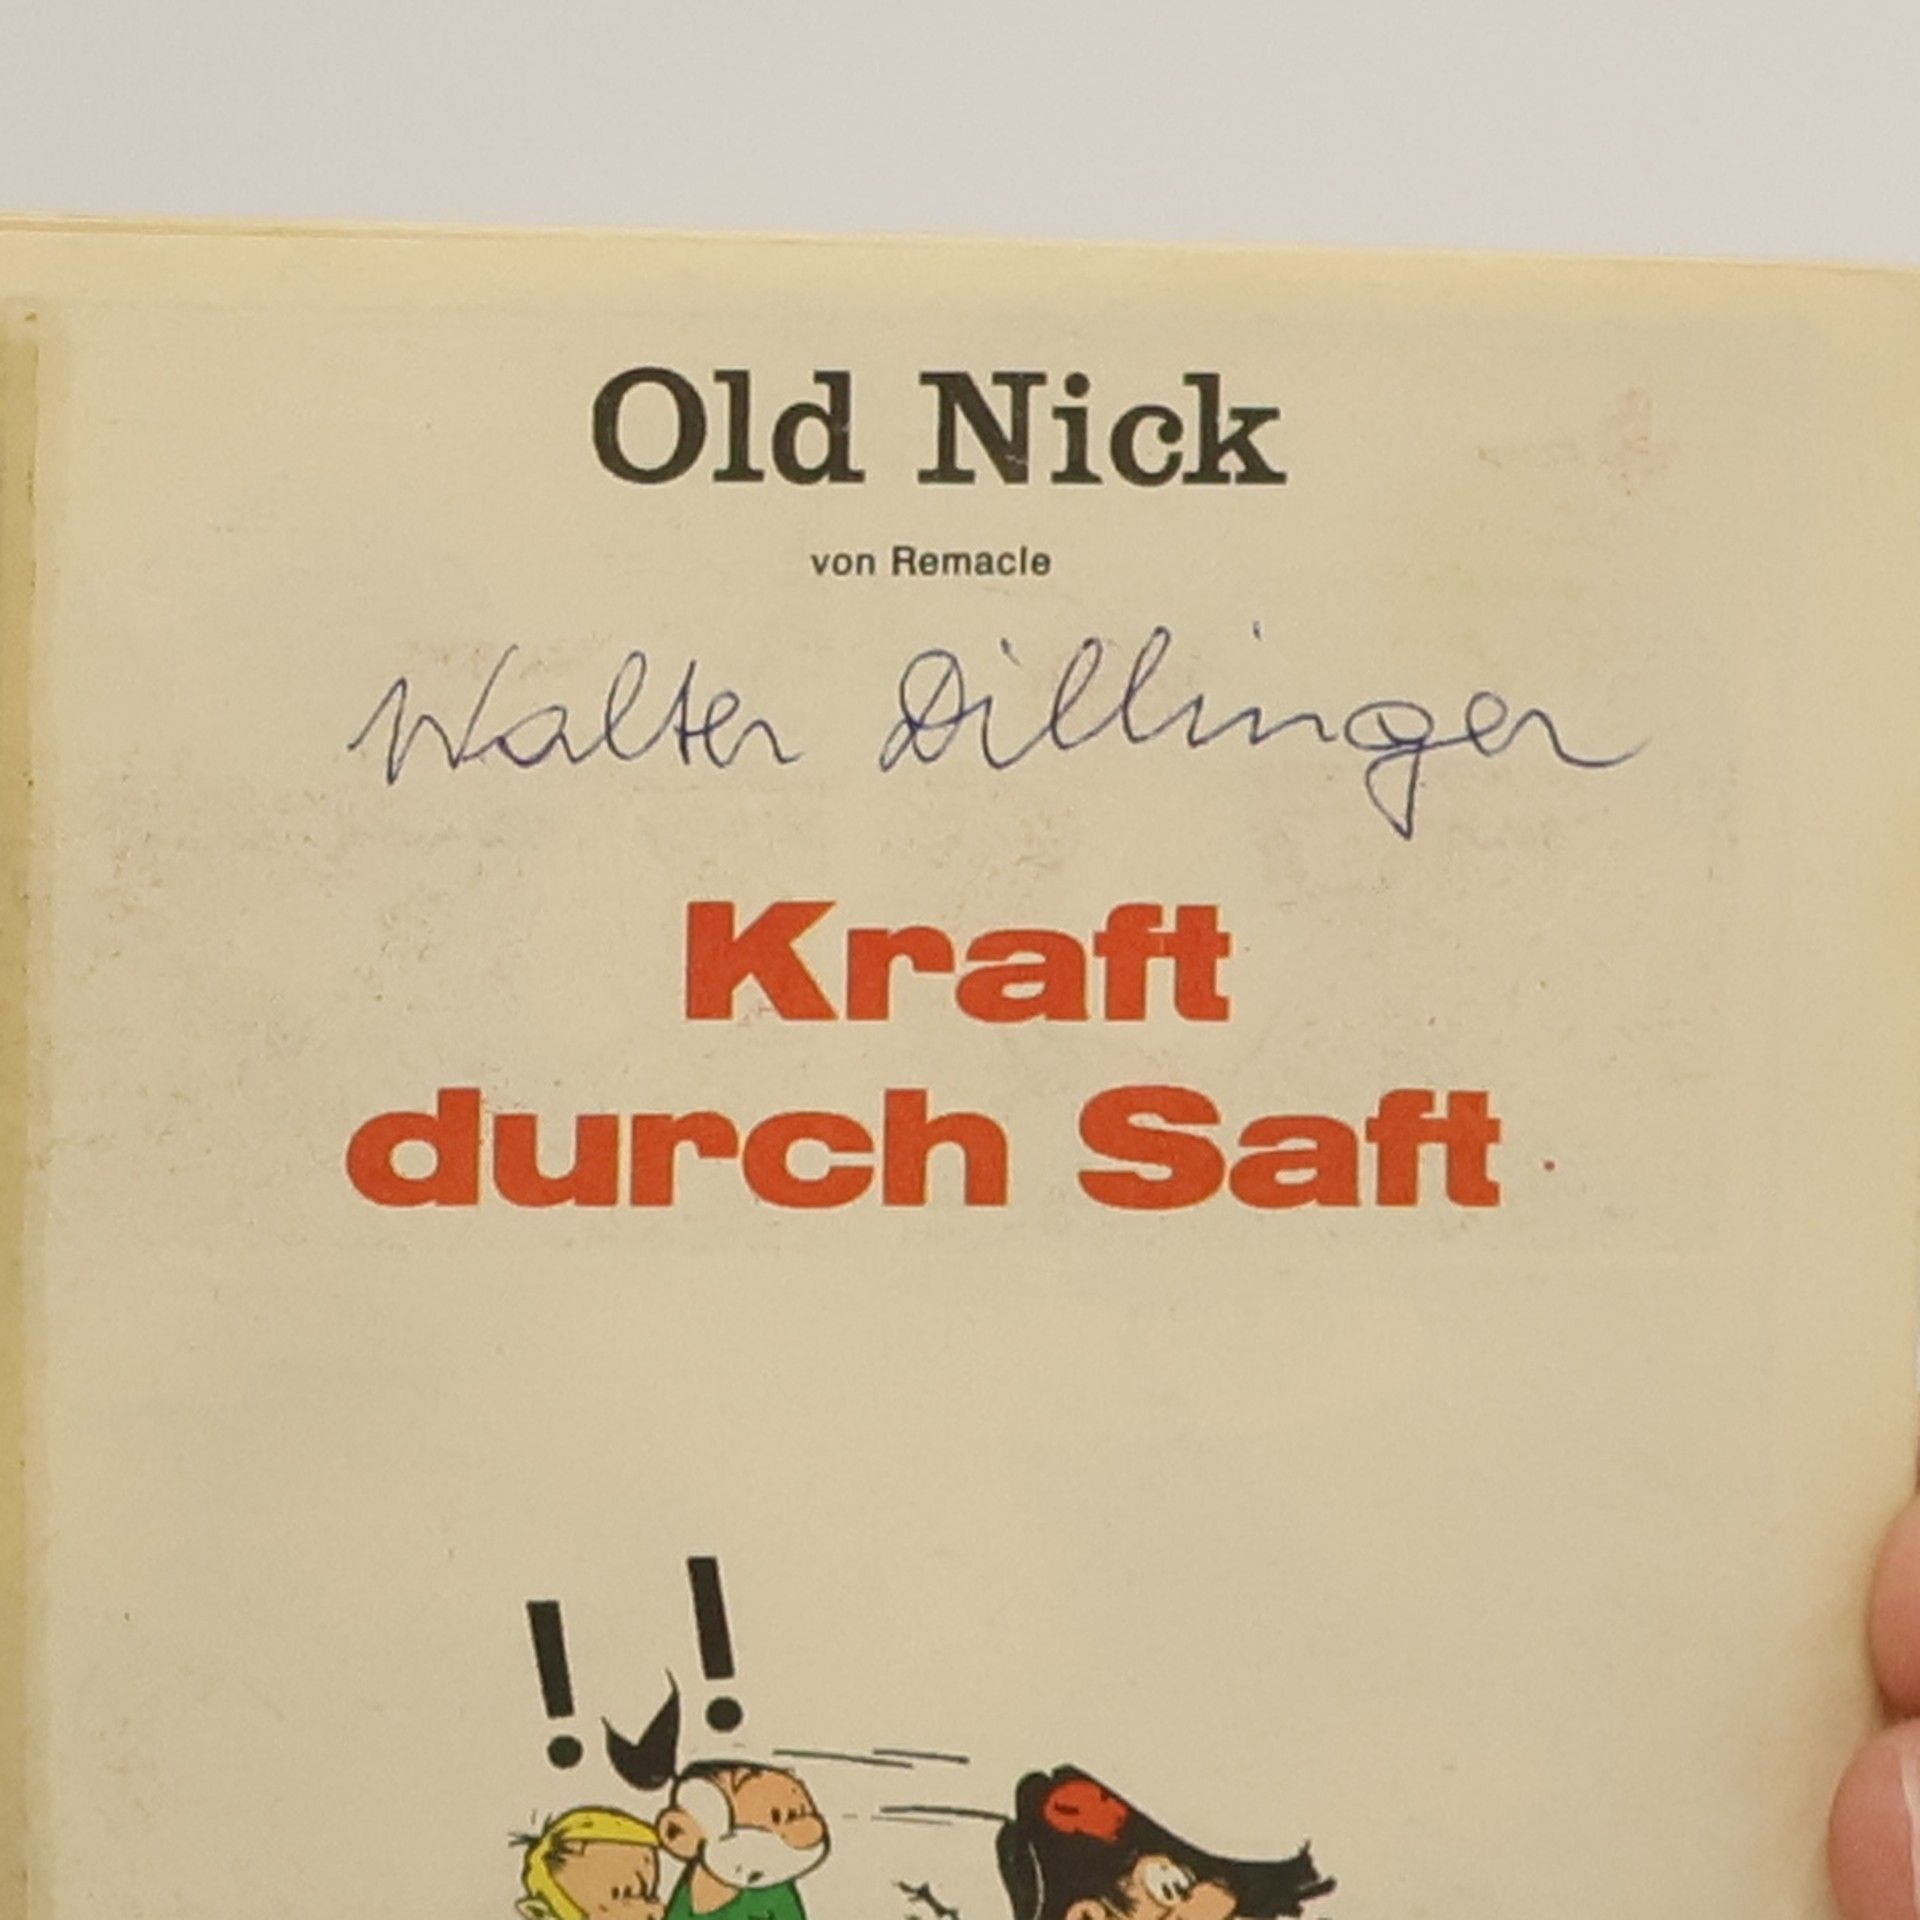 Old Nick
von Remacle
Walter Dillinger
Kraft
durch Saft
! !